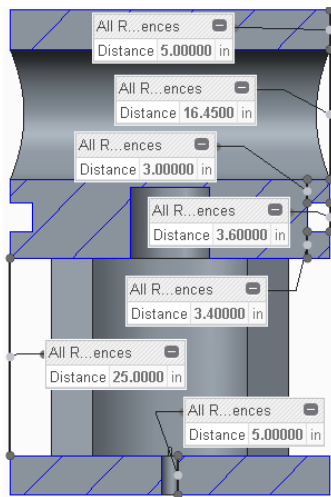 All R...ences
Distance 5.00000 in
All R...ences
Distance 16.4500 in
All R...ences
Distance 3.00000 in
All R...ences
Distance 3.60000 in
All R...ences
Distance 3.40000 in
All R...ences
Distance 25.0000 in
All R...ences
Distance 5.00000 in